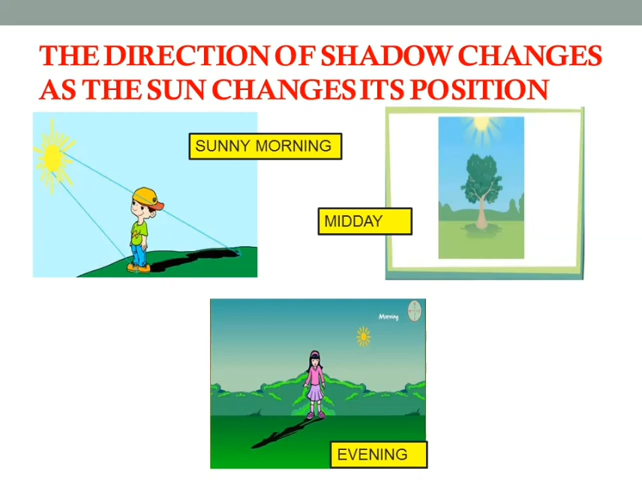 THE DIRECTION OF SHADOW CHANGES
AS THE SUN CHANGES ITS POSITION
SUNNY MORNING
MIDDAY
Morning
EVENING